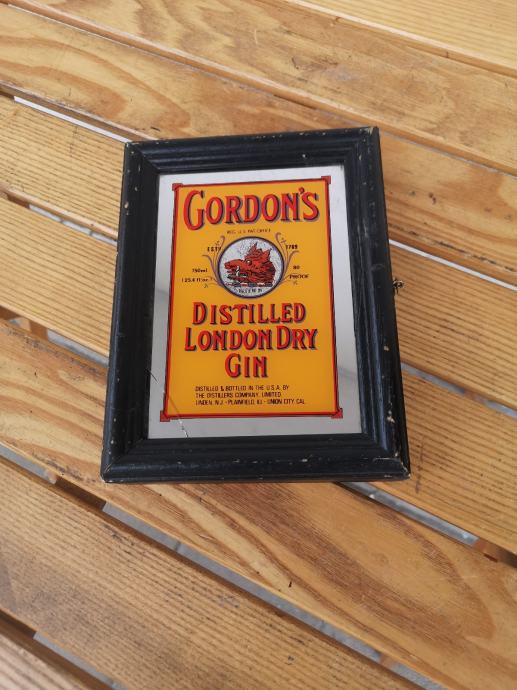 GORDON'S
REG. U.S. PAT. OFFICE
ESTD 1769
750ml 80
(25.4 fl oz.) PROOF
DISTILLED
LONDON DRY
GIN
DISTILLED & BOTTLED IN THE U.S.A. BY
THE DISTILLERS COMPANY, LIMITED.
LINDEN, N.J. - PLAINFIELD, ILL - UNION CITY, CAL.